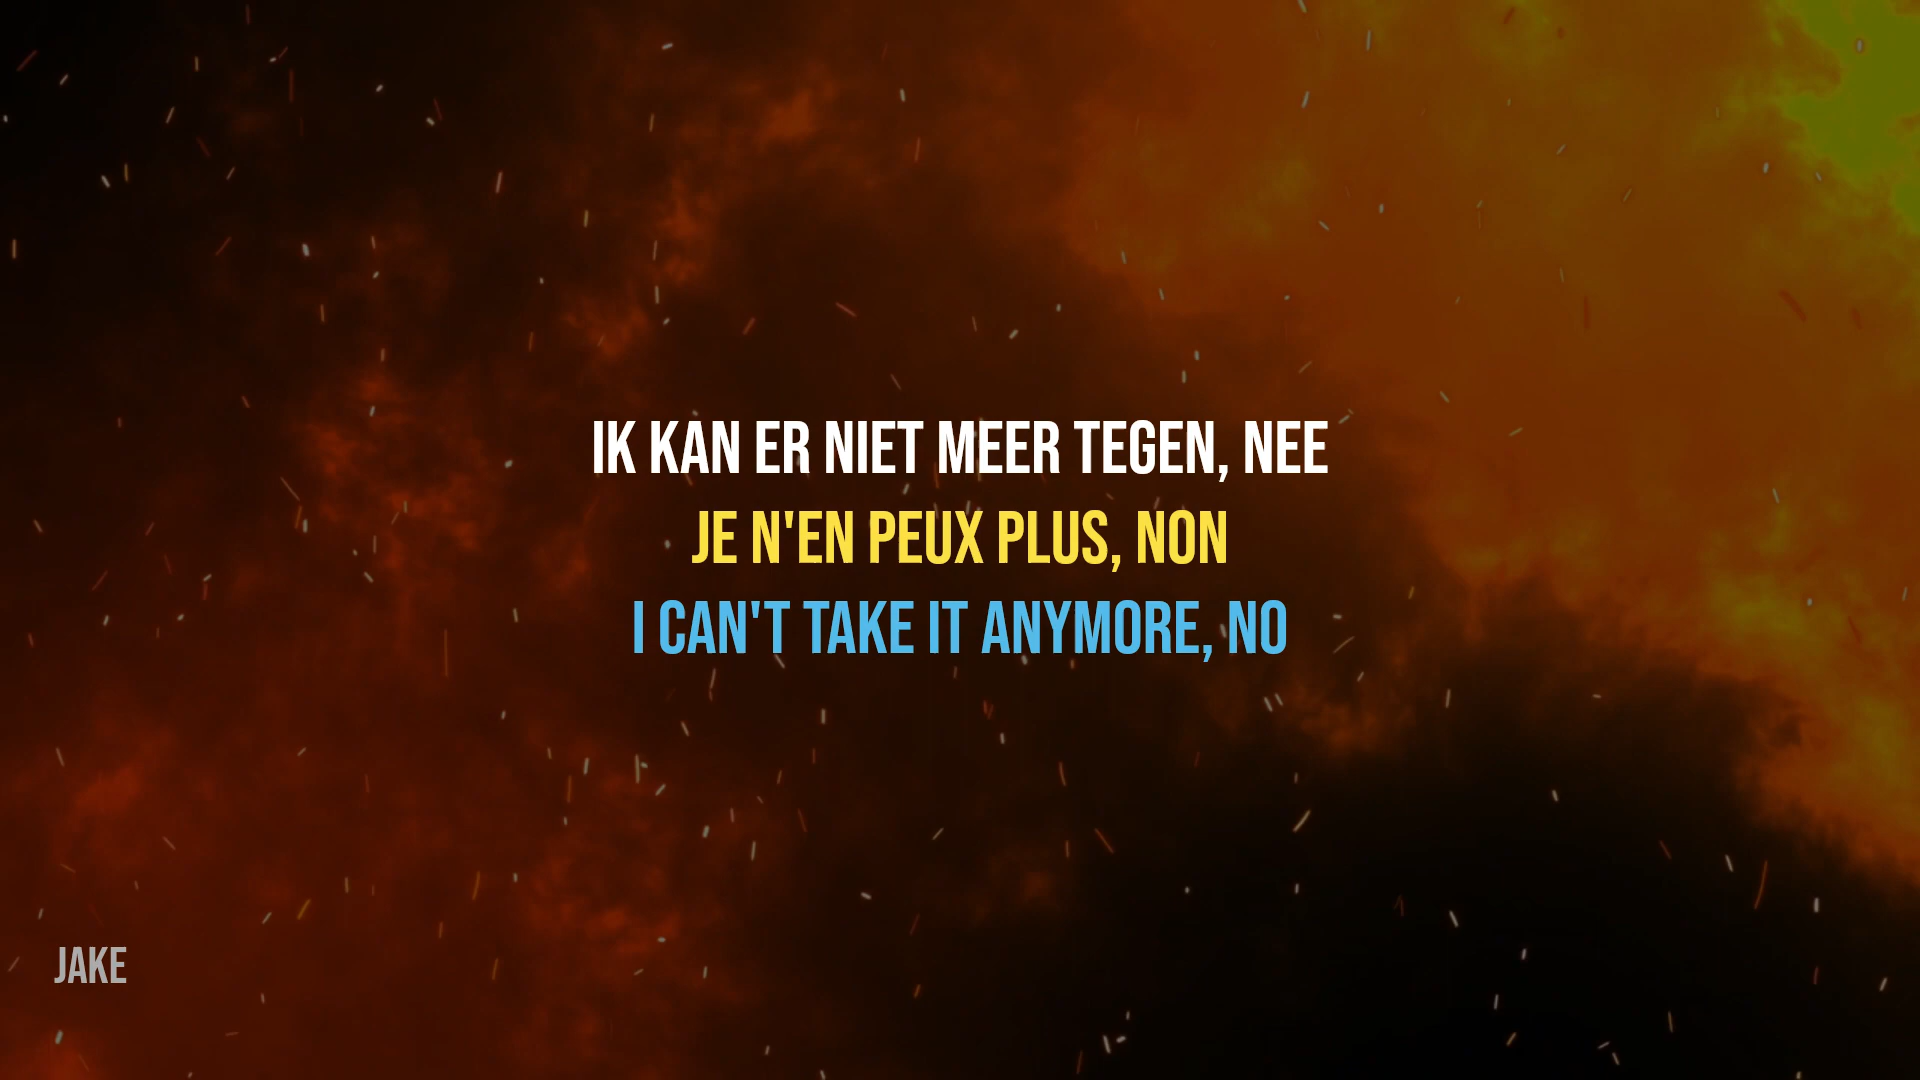 IK KAN ER NIET MEER TEGEN, NEE
JE N'EN PEUX PLUS, NON
I CAN'T TAKE IT ANYMORE, NO
JAKE